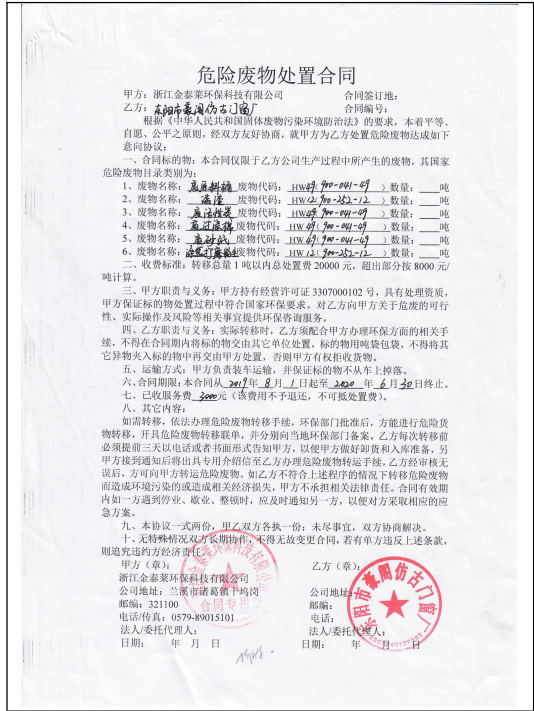 危险废物处置合同
甲方：浙江金泰莱环保科技有限公司 合同签订地：
乙方：东阳市豪阁仿古门窗厂 合同编号：
根据《中华人民共和国固体废物污染环境防治法》的要求，本着平等、
自愿、公平之原则，经双方友好协商，就甲方为乙方处置危险废物达成如下
意向协议：
一、合同标的物：本合同仅限于乙方公司生产过程中所产生的废物，其国家
危险废物目录类别为：
1、废物名称：废原料桶 废物代码： HW49（900-041-49 ）数量： 吨
2、废物名称：漆渣 废物代码： HW12（900-252-12 ）数量： 吨
3、废物名称：废活性炭 废物代码： HW49（900-041-49 ）数量： 吨
4、废物名称：废过滤棉 废物代码： HW49（900-041-49 ）数量： 吨
5、废物名称：废砂纸 废物代码： HW49（900-041-49 ）数量： 吨
6、废物名称： 废物代码： HW12（900-252-12 ）数量： 吨
二、收费标准：转移总量 1 吨以内总处置费 20000 元，超出部分按 8000 元/
吨计算。
三、甲方职责与义务：甲方持有经营许可证 3307000102 号，具有处理资质，
甲方保证标的物处置过程中符合国家环保要求。对乙方向甲方关于危废的可行
性、实际操作及风险等相关事宜提供环保咨询服务。
四、乙方职责与义务：实际转移时，乙方须配合甲方办理环保方面的相关手
续，不得在合同期内将标的物交由其它单位处置，标的物用吨袋包袋，不得将其
它异物夹入标的物中再交由甲方处置，否则甲方有权拒收货物。
五、运输方式：甲方负责装车运输，并保证标的物不从车上掉落。
六、合同期限：本合同从 2019 年 8 月 1 日起至 2020 年 6 月 30 日终止。
七、已收服务费 3000 元（该费用不予退还，不可抵处置费）。
八、其它内容：
如需转移，依法办理危险废物转移手续，环保部门批准后，方能进行危险货
物转移，开具危险废物转移联单，并分别向当地环保部门备案。乙方每次转移前
必须提前三天以电话或者书面形式告知甲方，以便甲方做好卸货和入库准备，另
甲方接到通知后将出具专用介绍信至乙方办理危险废物转运手续，乙方经审核无
误后，方可向甲方转运危险废物。如乙方不符合上述程序的情况下转移危险废物
而造成环境污染的或造成相关经济损失，甲方不承担相关法律责任。合同有效期
内如一方遇到停业、歇业、整顿时，应及时通知另一方，以便对方采取相应的应
急方案。
九、本协议一式两份，甲乙双方各执一份；未尽事宜，双方协商解决。
十、无特殊情况双方长期协作，不得无故变更合同，若有单方违反上述条款，
则追究违约方经济责任。
甲方（章）： 乙方（章）：
浙江金泰莱环保科技有限公司
公司地址：兰溪市诸葛镇十坞岗 公司地址：
邮编：321100 邮编：
电话/传真：0579-89015101 电话：
法人/委托代理人： 法人/委托代理人：
日期： 年 月 日 日期： 年 月 日
合同专用章
东阳市豪阁仿古门窗厂